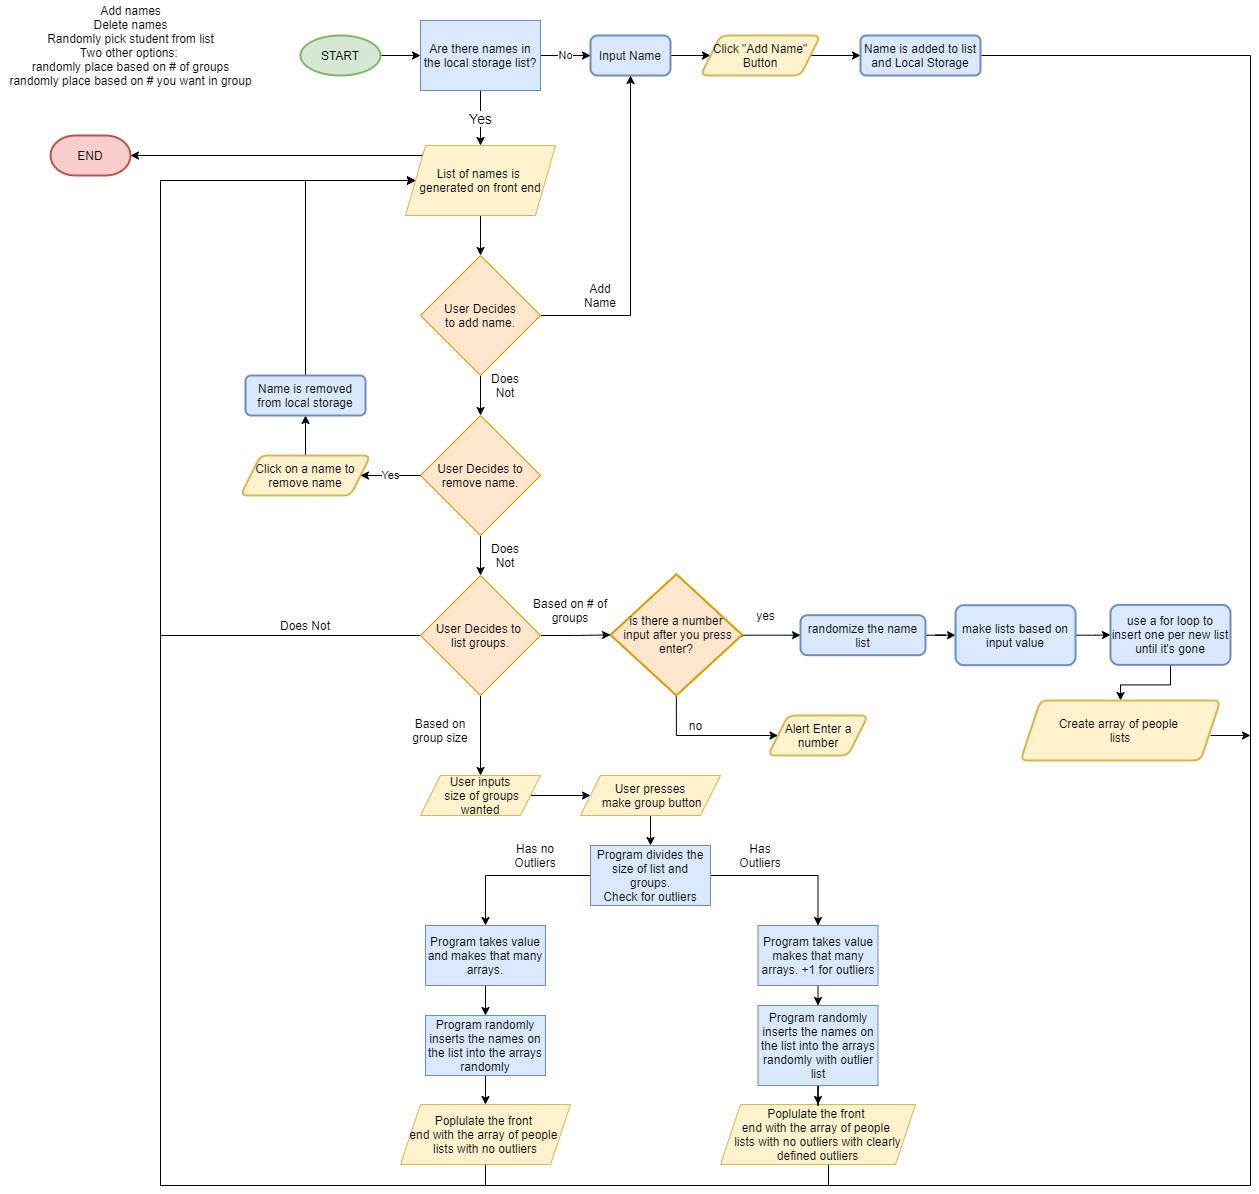 Add names
Delete names
Randomly pick student from list
Two other options:
randomly place based on # of groups
randomly place based on # you want in group
START
Are there names in
the local storage list?
No
Input Name
Click "Add Name"
Button
Name is added to list
and Local Storage
Yes
END
List of names is
generated on front end
User Decides
to add name.
Add
Name
Does
Not
Name is removed
from local storage
Click on a name to
remove name
Yes
User Decides to
remove name.
Does
Not
Does Not
User Decides to
list groups.
Based on # of
groups
is there a number
input after you press
enter?
yes
randomize the name
list
make lists based on
input value
use a for loop to
insert one per new list
until it's gone
no
Alert Enter a
number
Create array of people
lists
Based on
group size
User inputs
size of groups
wanted
User presses
make group button
Has no
Outliers
Program divides the
size of list and
groups.
Check for outliers
Has
Outliers
Program takes value
and makes that many
arrays.
Program takes value
makes that many
arrays. +1 for outliers
Program randomly
inserts the names on
the list into the arrays
randomly
Program randomly
inserts the names on
the list into the arrays
randomly with outlier
list
Poplulate the front
end with the array of people
lists with no outliers
Poplulate the front
end with the array of people
lists with no outliers with clearly
defined outliers